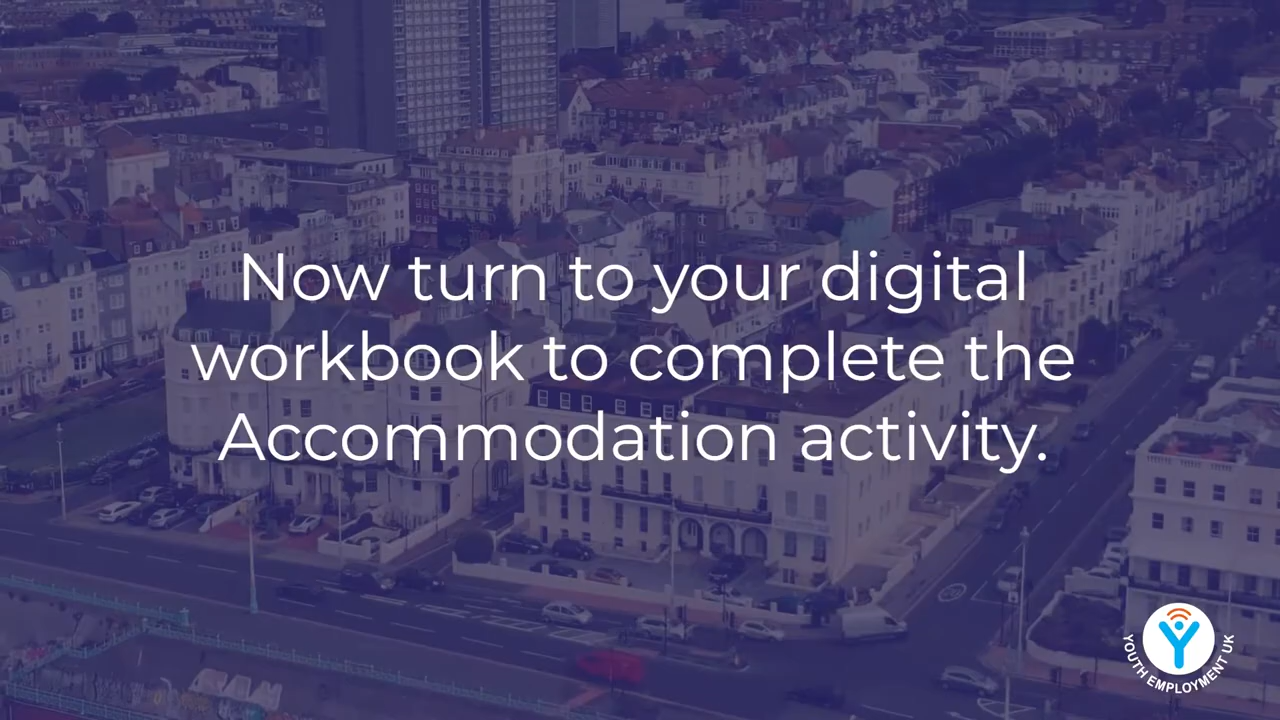 Now turn to your digital
workbook to complete the
Accommodation activity.
YOUTH EMPLOYMENT UK